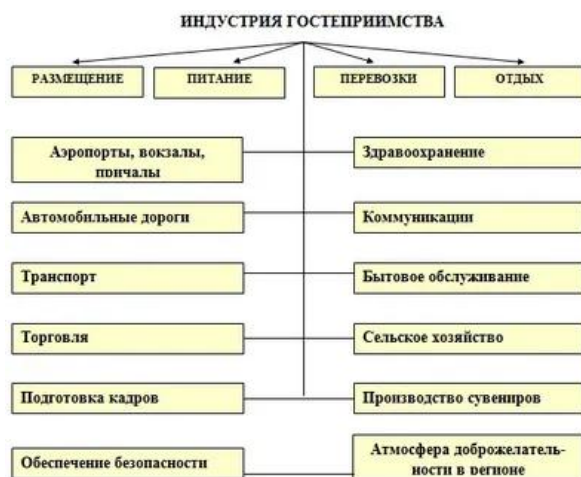 ИНДУСТРИЯ ГОСТЕПРИИМСТВА
РАЗМЕЩЕНИЕ ПИТАНИЕ ПЕРЕВОЗКИ ОТДЫХ
Аэропорты, вокзалы,
причалы
Здравоохранение
Автомобильные дороги
Коммуникации
Транспорт
Бытовое обслуживание
Торговля
Сельское хозяйство
Подготовка кадров
Производство сувениров
Обеспечение безопасности
Атмосфера доброжелатель-
ности в регионе